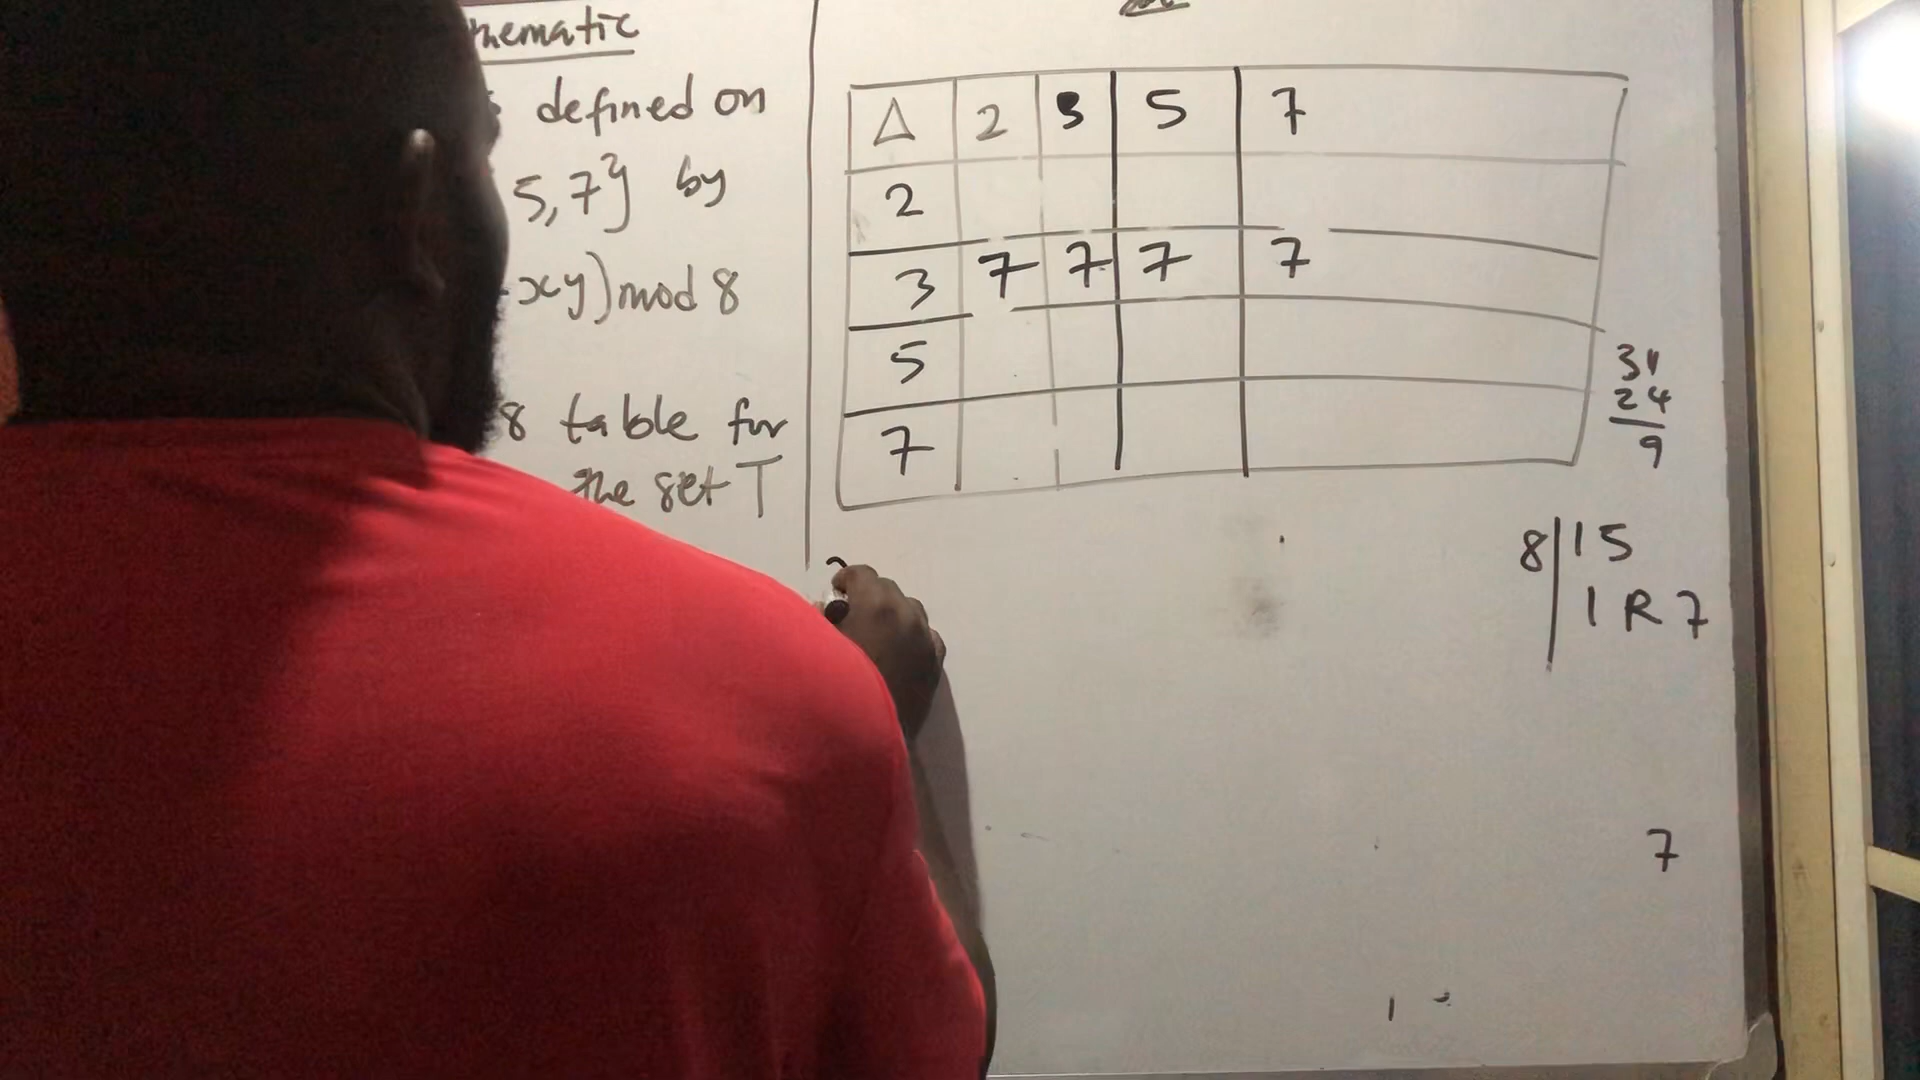 defined on
5,7} by
xy) mod 8
8 table for
the set T
Δ 2 3 5 7
2
3 7 7 7 7
5
7
31
24
9
8 | 15
1 R 7
7